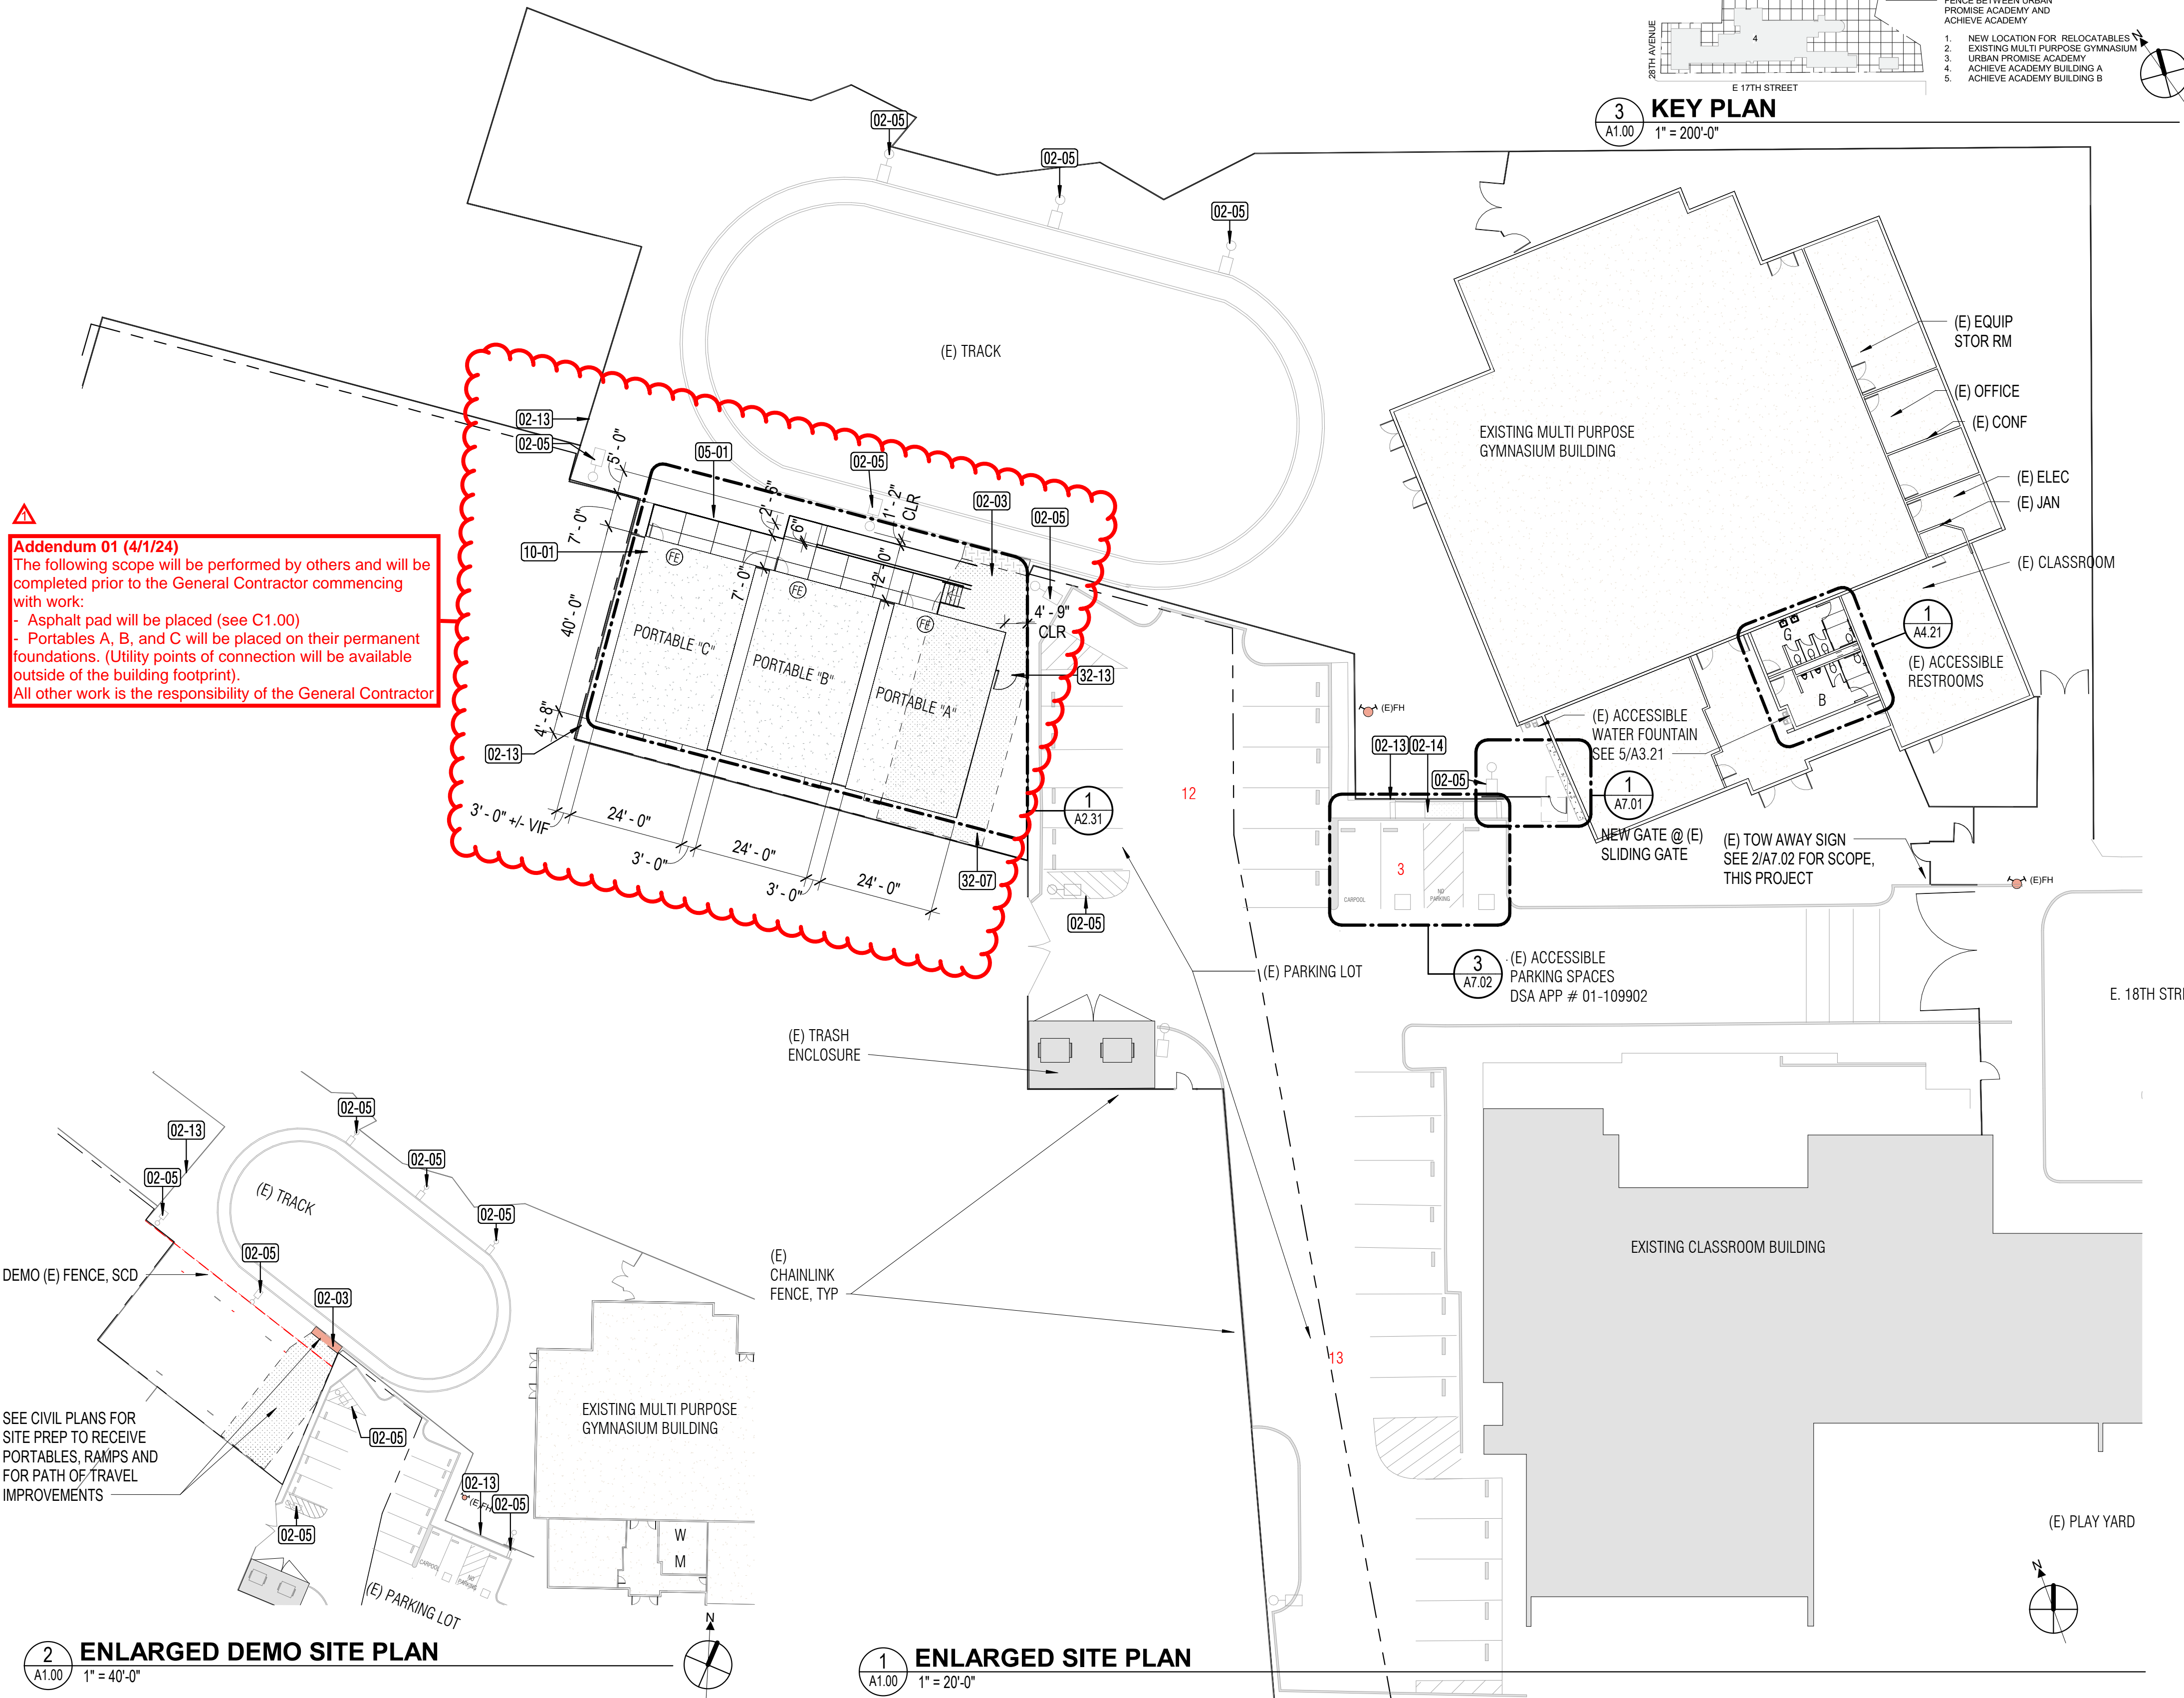 FENCE BETWEEN URBAN
PROMISE ACADEMY AND
ACHIEVE ACADEMY
1. NEW LOCATION FOR RELOCATABLES
2. EXISTING MULTI PURPOSE GYMNASIUM
3. URBAN PROMISE ACADEMY
4. ACHIEVE ACADEMY BUILDING A
5. ACHIEVE ACADEMY BUILDING B
N
28TH AVENUE
4
E 17TH STREET
3
A1.00
KEY PLAN
1" = 200'-0"
02-05
02-05
02-05
(E) TRACK
EXISTING MULTI PURPOSE
GYMNASIUM BUILDING
(E) EQUIP
STOR RM
(E) OFFICE
(E) CONF
(E) ELEC
(E) JAN
(E) CLASSROOM
1
A4.21
(E) ACCESSIBLE
RESTROOMS
G
B
(E) ACCESSIBLE
WATER FOUNTAIN
SEE 5/A3.21
1
A7.01
NEW GATE @ (E)
SLIDING GATE
(E) TOW AWAY SIGN
SEE 2/A7.02 FOR SCOPE,
THIS PROJECT
(E)FH
(E)FH
02-13
02-14
02-05
3
CARPOOL
NO
PARKING
3
A7.02
(E) ACCESSIBLE
PARKING SPACES
DSA APP # 01-109902
1
Addendum 01 (4/1/24)
The following scope will be performed by others and will be
completed prior to the General Contractor commencing
with work:
- Asphalt pad will be placed (see C1.00)
- Portables A, B, and C will be placed on their permanent
foundations. (Utility points of connection will be available
outside of the building footprint).
All other work is the responsibility of the General Contractor
02-13
02-05
5' - 0"
05-01
02-05
2' - 6"
6"
1' - 2"
CLR
02-03
02-05
7' - 0"
10-01
FE
FE
FE
7' - 0"
12' - 0"
4' - 9"
CLR
40' - 0"
PORTABLE "C"
PORTABLE "B"
PORTABLE "A"
32-13
4' - 8"
02-13
3' - 0" +/- VIF
24' - 0"
3' - 0"
24' - 0"
3' - 0"
24' - 0"
32-07
1
A2.31
12
02-05
(E) PARKING LOT
(E) TRASH
ENCLOSURE
(E)
CHAINLINK
FENCE, TYP
13
EXISTING CLASSROOM BUILDING
(E) PLAY YARD
N
02-13
02-05
02-05
02-05
02-05
(E) TRACK
02-05
02-03
DEMO (E) FENCE, SCD
SEE CIVIL PLANS FOR
SITE PREP TO RECEIVE
PORTABLES, RAMPS AND
FOR PATH OF TRAVEL
IMPROVEMENTS
02-05
02-05
02-13
(E)FH
02-05
CARPOOL
NO
PARKING
(E) PARKING LOT
EXISTING MULTI PURPOSE
GYMNASIUM BUILDING
W
M
2
A1.00
ENLARGED DEMO SITE PLAN
1" = 40'-0"
N
1
A1.00
ENLARGED SITE PLAN
1" = 20'-0"